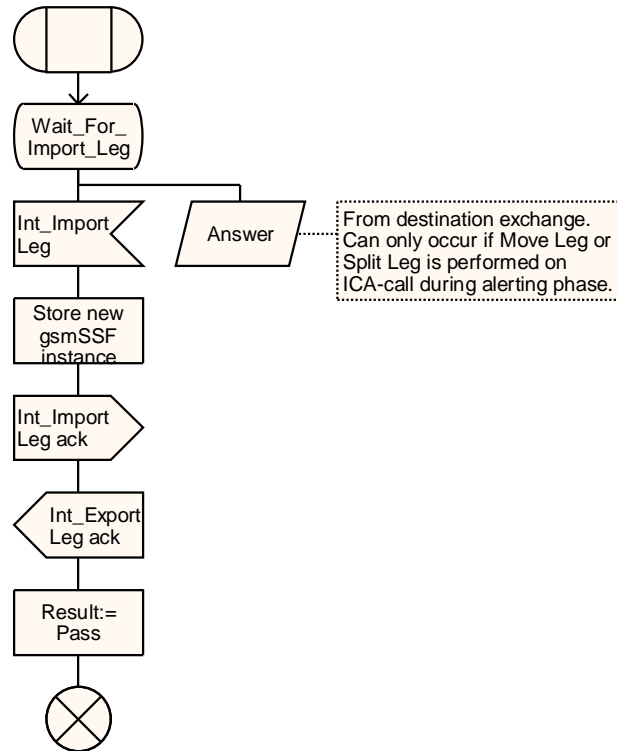 Wait_For_
Import_Leg
Int_Import
Leg
Answer
From destination exchange.
Can only occur if Move Leg or
Split Leg is performed on
ICA-call during alerting phase.
Store new
gsmSSF
instance
Int_Import
Leg ack
Int_Export
Leg ack
Result:=
Pass